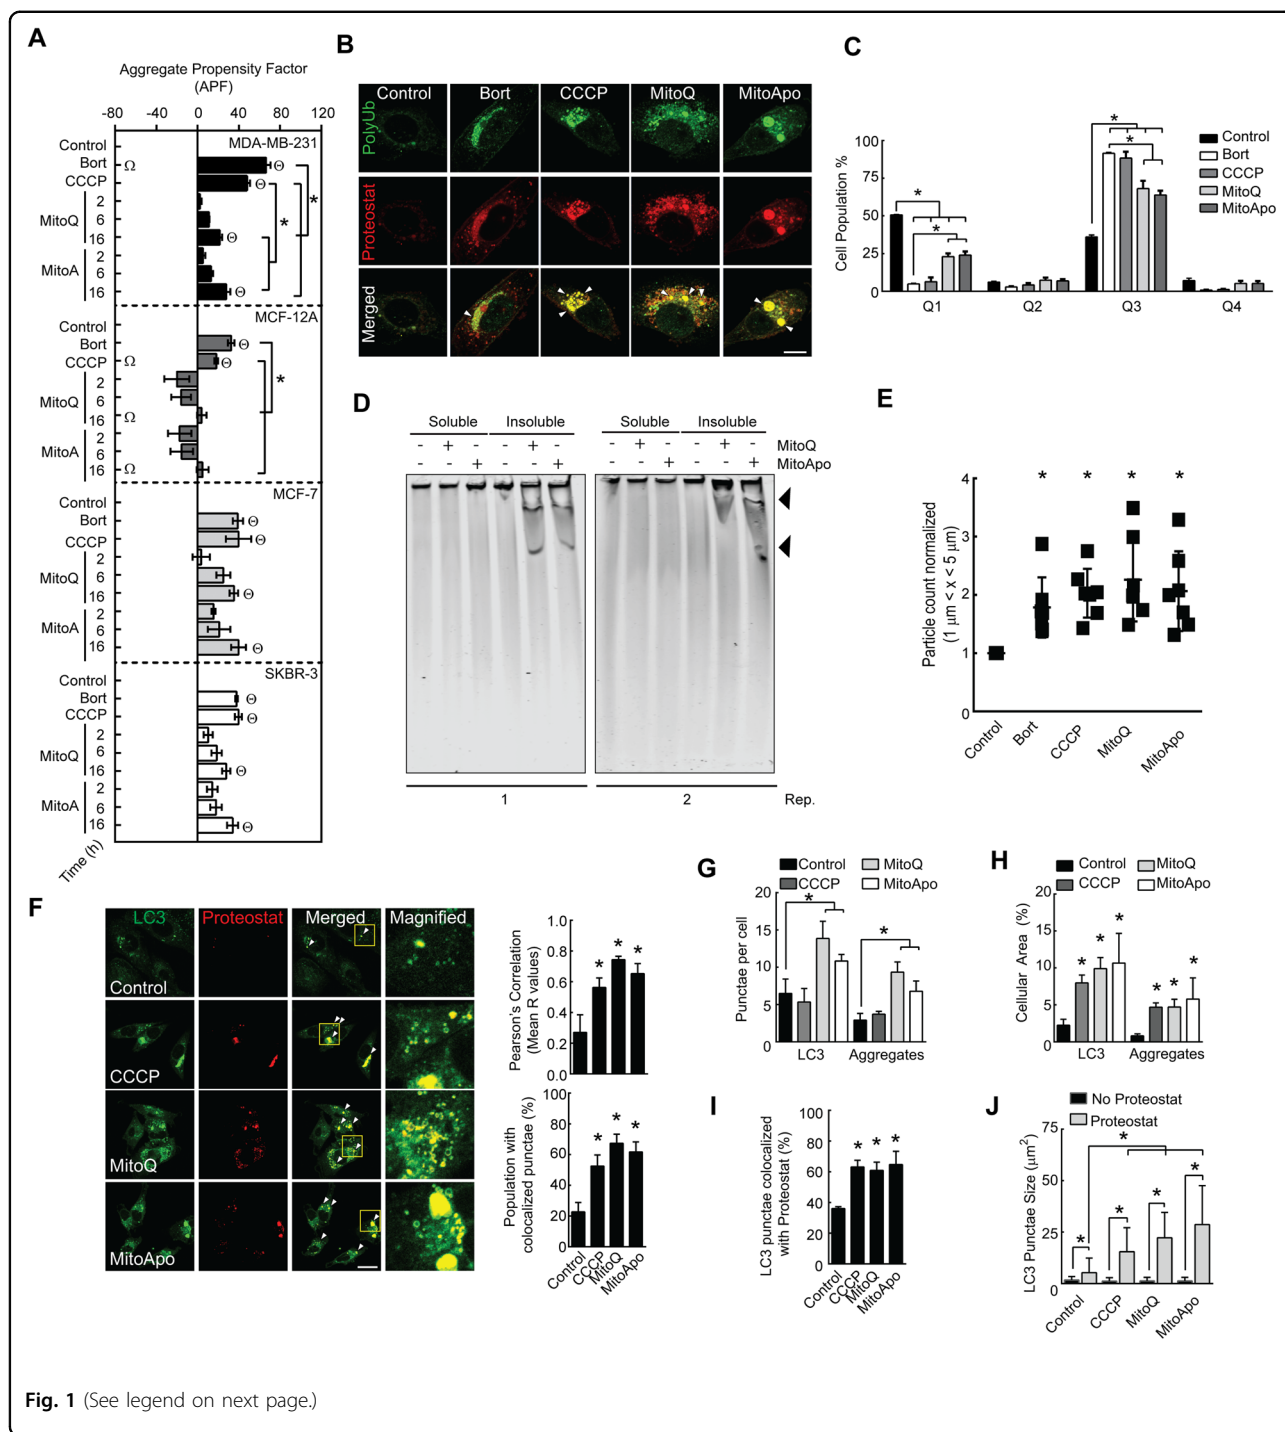 A
Aggregate Propensity Factor
(APF)
-80 -40 0 40 80 120
MDA-MB-231
Control
Bort Ω Θ
CCCP Θ
*
*
MitoQ
2
6
16 Θ
MitoA
2
6
16 Θ
MCF-12A
Control
Bort Θ
CCCP Ω Θ
*
MitoQ
2
6
16 Ω
MitoA
2
6
16 Ω
MCF-7
Control
Bort Θ
CCCP Θ
MitoQ
2
6
16 Θ
MitoA
2
6
16 Θ
SKBR-3
Control
Bort Θ
CCCP Θ
MitoQ
2
6
16 Θ
MitoA
2
6
16 Θ
Time (h)
B
Control Bort CCCP MitoQ MitoApo
PolyUb
Proteostat
Merged
C
Cell Population %
100
75
50
25
0
* * * *
Q1 Q2 Q3 Q4
Control
Bort
CCCP
MitoQ
MitoApo
D
Soluble Insoluble Soluble Insoluble
- + - - + - - + - - + - MitoQ
- - + - - + - - + - - + MitoApo
1 2 Rep.
E
Particle count normalized
(1 µm < x < 5 µm)
4
3
2
1
0
* * * *
Control Bort CCCP MitoQ MitoApo
F
LC3 Proteostat Merged Magnified
Control
CCCP
MitoQ
MitoApo
Pearson's Correlation
(Mean R values)
1.0
0.8
0.6
0.4
0.2
0.0
* * *
Population with
colocalized punctae (%)
100
80
60
40
20
0
* * *
Control CCCP MitoQ MitoApo
G
Control MitoQ
CCCP MitoApo
Punctae per cell
20
15
10
5
0
* *
LC3 Aggregates
H
Control MitoQ
CCCP MitoApo
Cellular Area (%)
20
15
10
5
0
* * * * * *
LC3 Aggregates
I
LC3 punctae colocalized
with Proteostat (%)
100
80
60
40
20
0
* * *
Control CCCP MitoQ MitoApo
J
No Proteostat
Proteostat
LC3 Punctae Size (µm²)
75
50
25
0
* * * * *
Control CCCP MitoQ MitoApo
Fig. 1 (See legend on next page.)